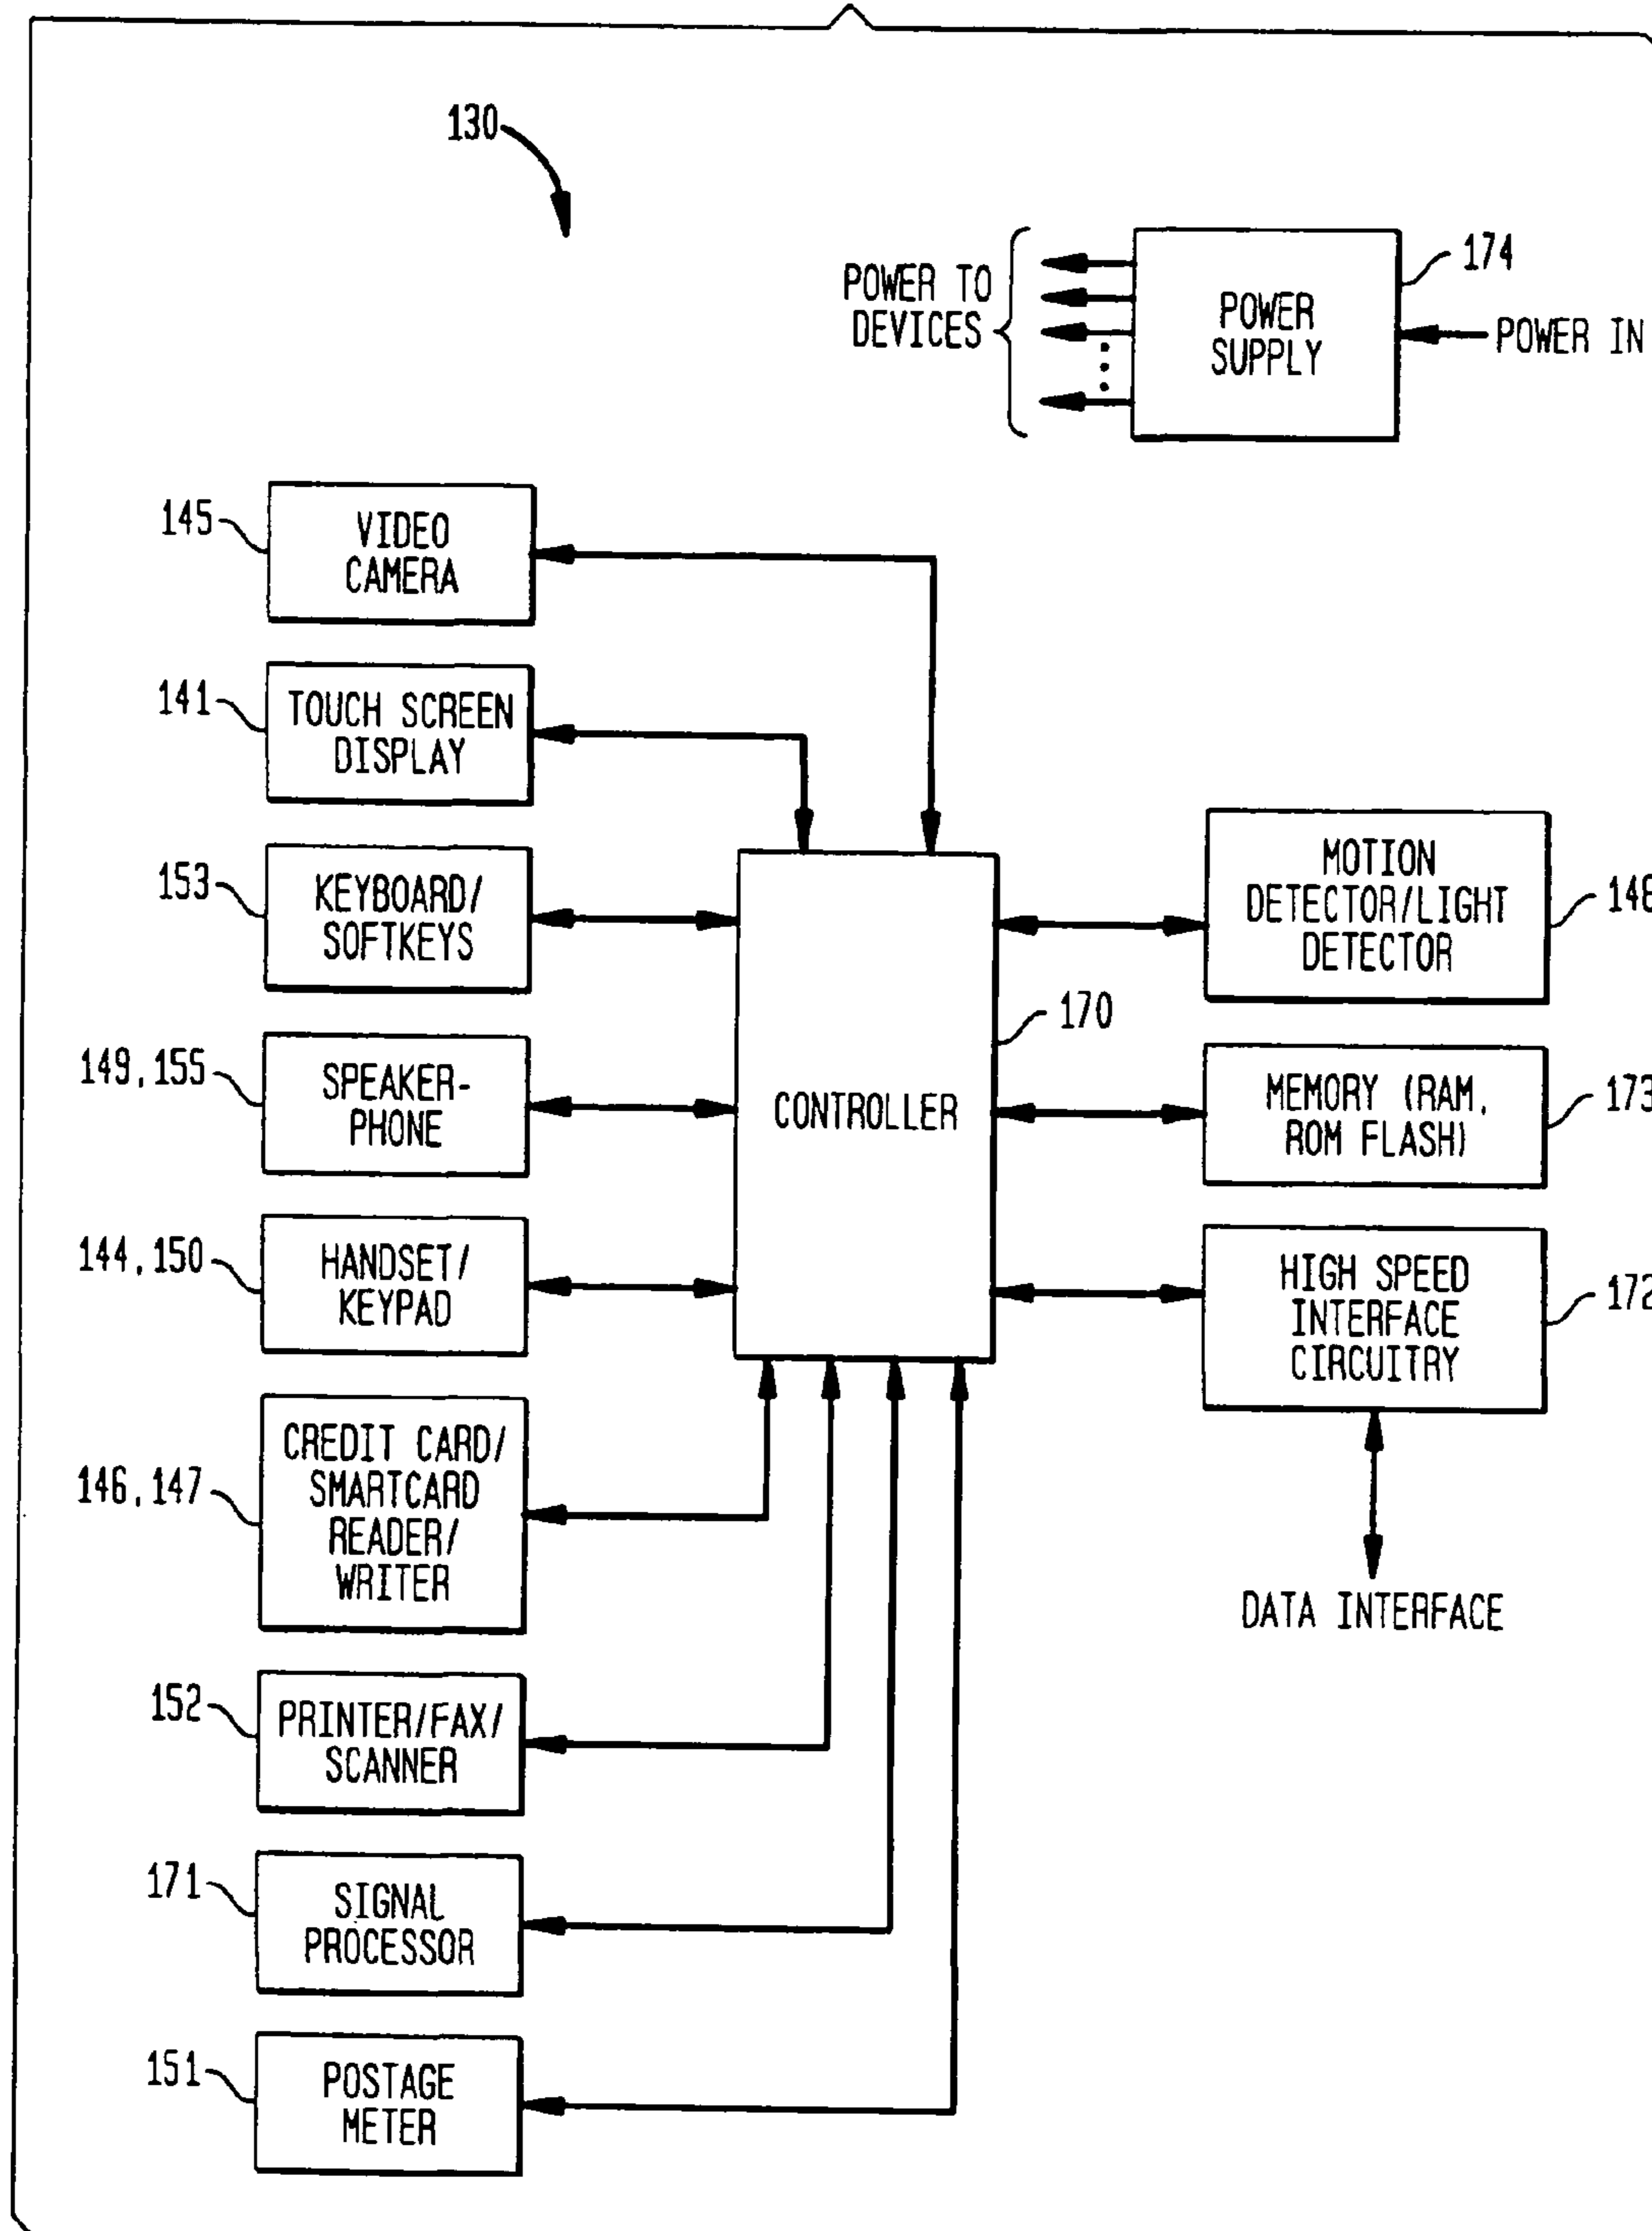 130
POWER TO
DEVICES
POWER
SUPPLY
174
POWER IN
145
VIDEO
CAMERA
141
TOUCH SCREEN
DISPLAY
153
KEYBOARD/
SOFTKEYS
149, 155
SPEAKER-
PHONE
144, 150
HANDSET/
KEYPAD
146, 147
CREDIT CARD/
SMARTCARD
READER/
WRITER
152
PRINTER/FAX/
SCANNER
171
SIGNAL
PROCESSOR
151
POSTAGE
METER
CONTROLLER
170
MOTION
DETECTOR/LIGHT
DETECTOR
148
MEMORY (RAM,
ROM FLASH)
173
HIGH SPEED
INTERFACE
CIRCUITRY
172
DATA INTERFACE